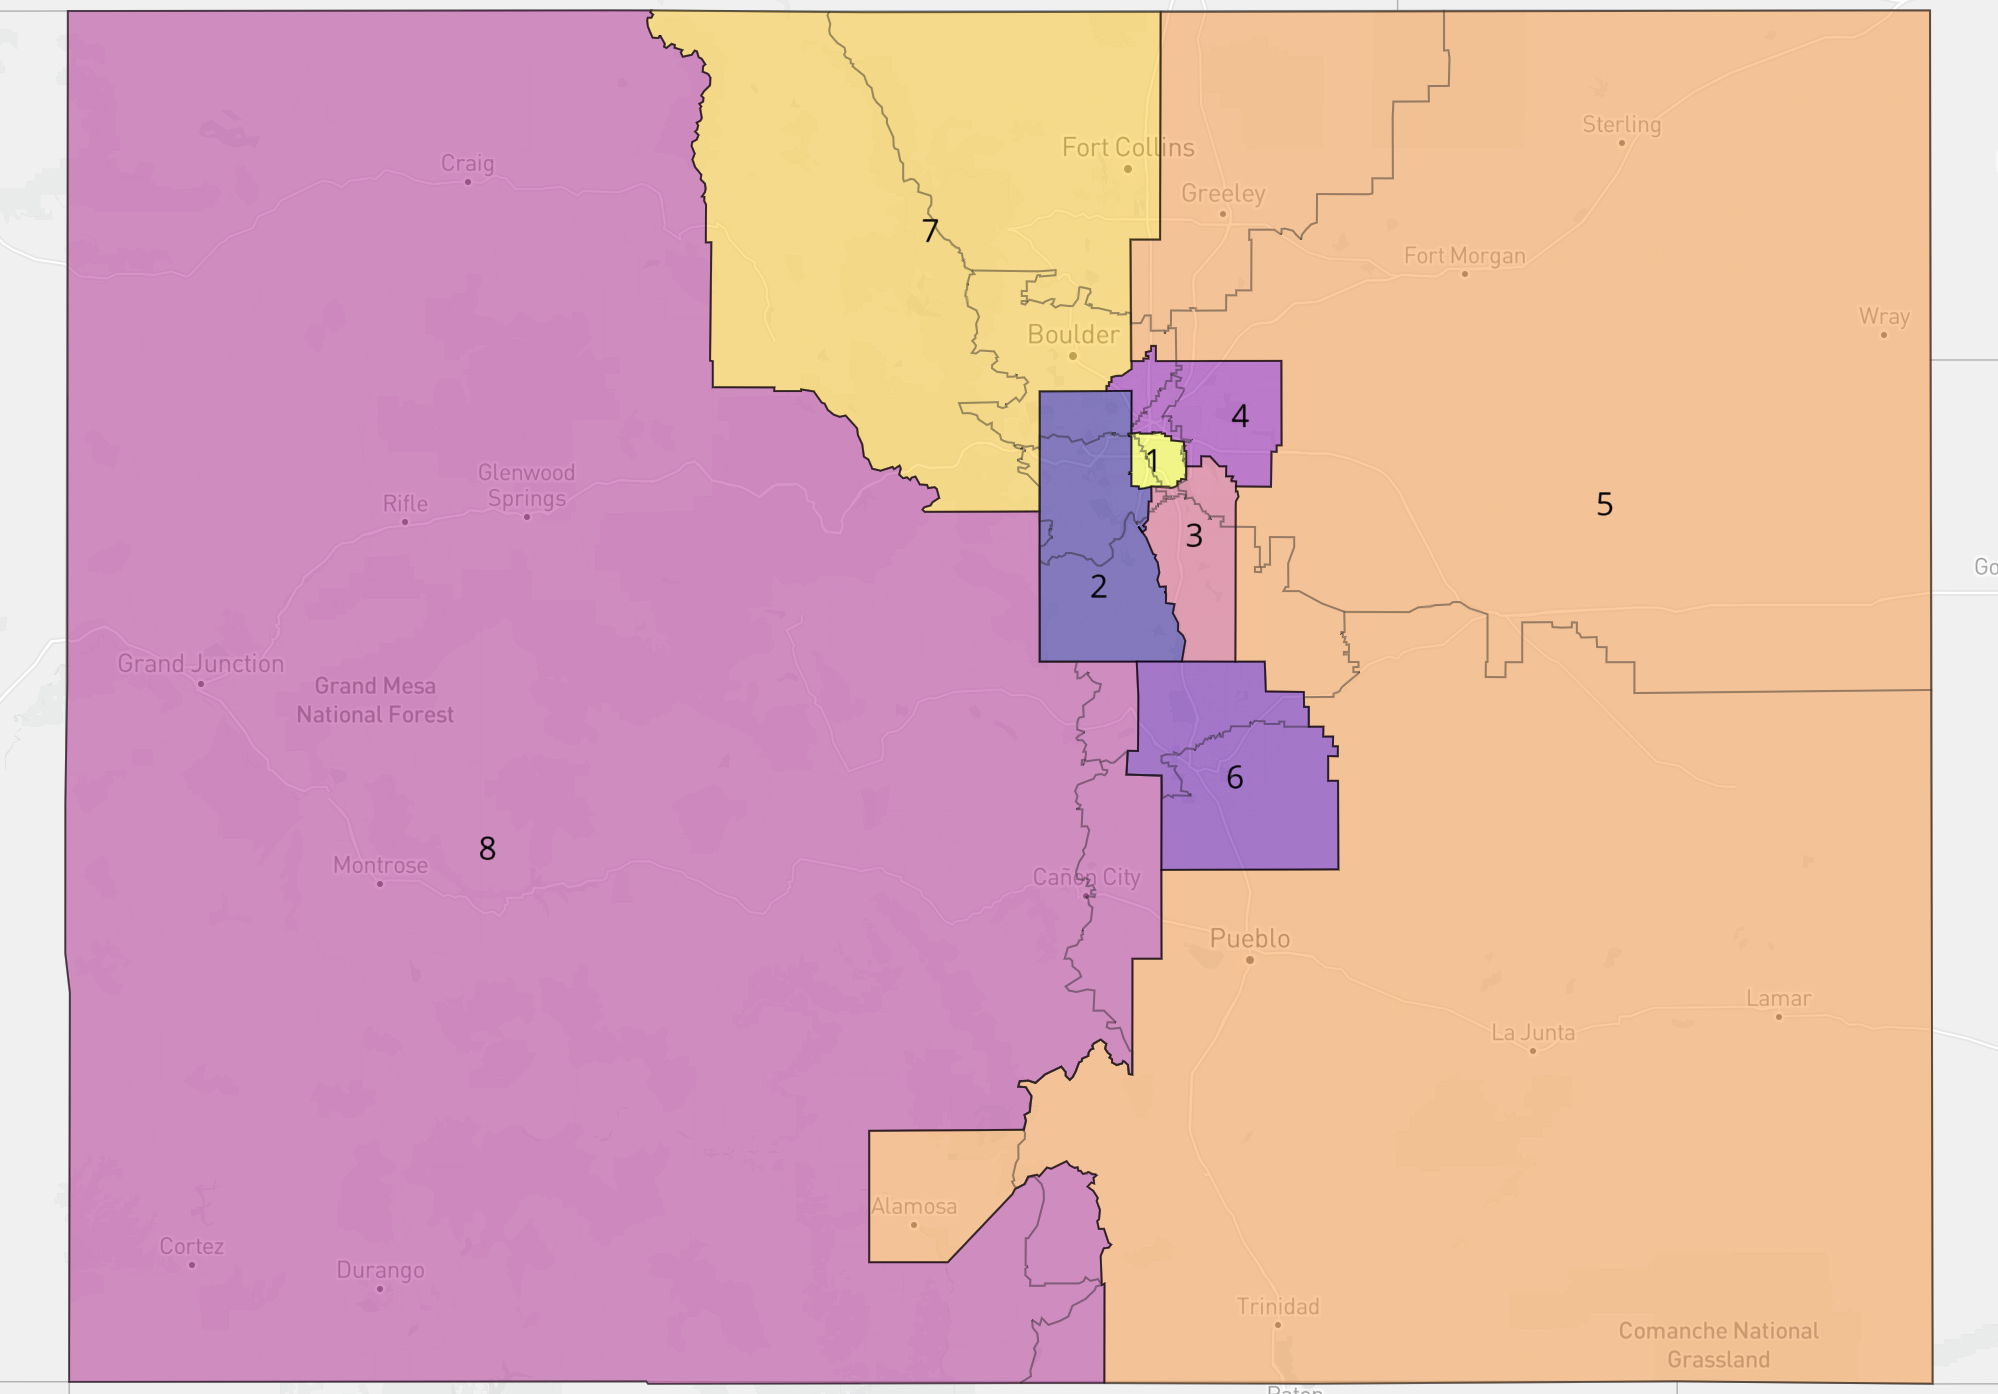 Craig
Fort Collins
Greeley
Sterling
7
Fort Morgan
Wray
Boulder
4
1
Glenwood
Springs
Rifle
5
3
Go
2
Grand Junction
Grand Mesa
National Forest
6
8
Montrose
Cañon City
Pueblo
Lamar
La Junta
Alamosa
Cortez
Durango
Trinidad
Comanche National
Grassland
Raton